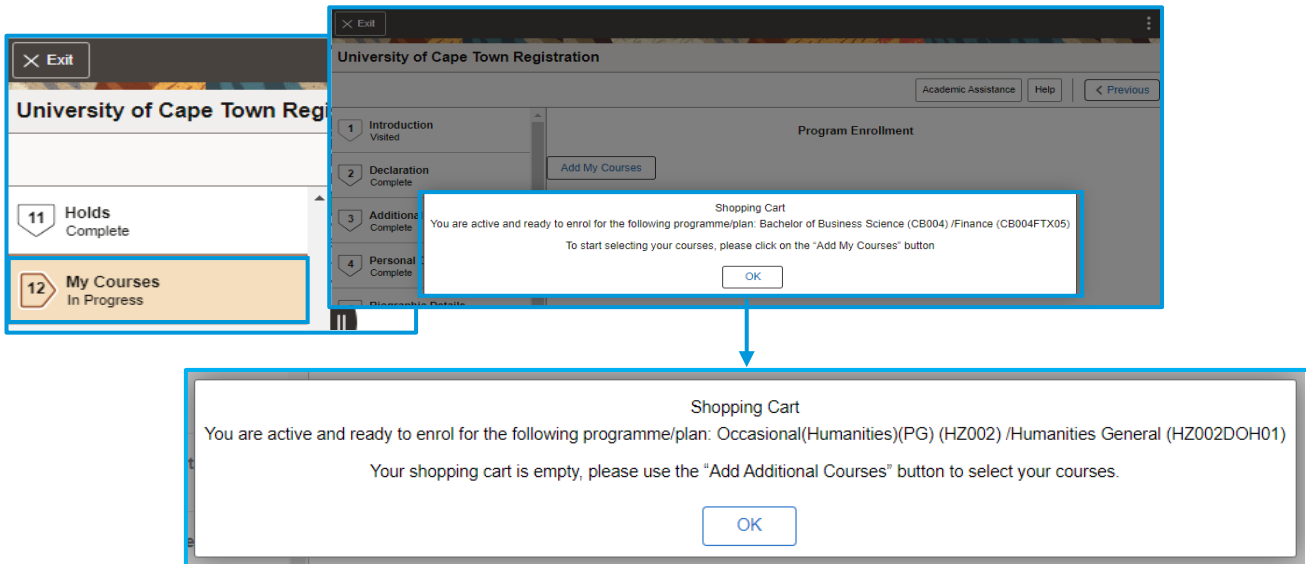 Exit
University of Cape Town Regi
11 Holds
Complete
12 My Courses
In Progress
Exit
University of Cape Town Registration
Academic Assistance Help Previous
1 Introduction
Visited
2 Declaration
Complete
3 Additiona
Complete
4 Personal
Complete
Biographic Details
Program Enrollment
Add My Courses
Shopping Cart
You are active and ready to enrol for the following programme/plan: Bachelor of Business Science (CB004) /Finance (CB004FTX05)
To start selecting your courses, please click on the “Add My Courses” button
OK
Shopping Cart
You are active and ready to enrol for the following programme/plan: Occasional(Humanities)(PG) (HZ002) /Humanities General (HZ002DOH01)
Your shopping cart is empty, please use the “Add Additional Courses” button to select your courses.
OK